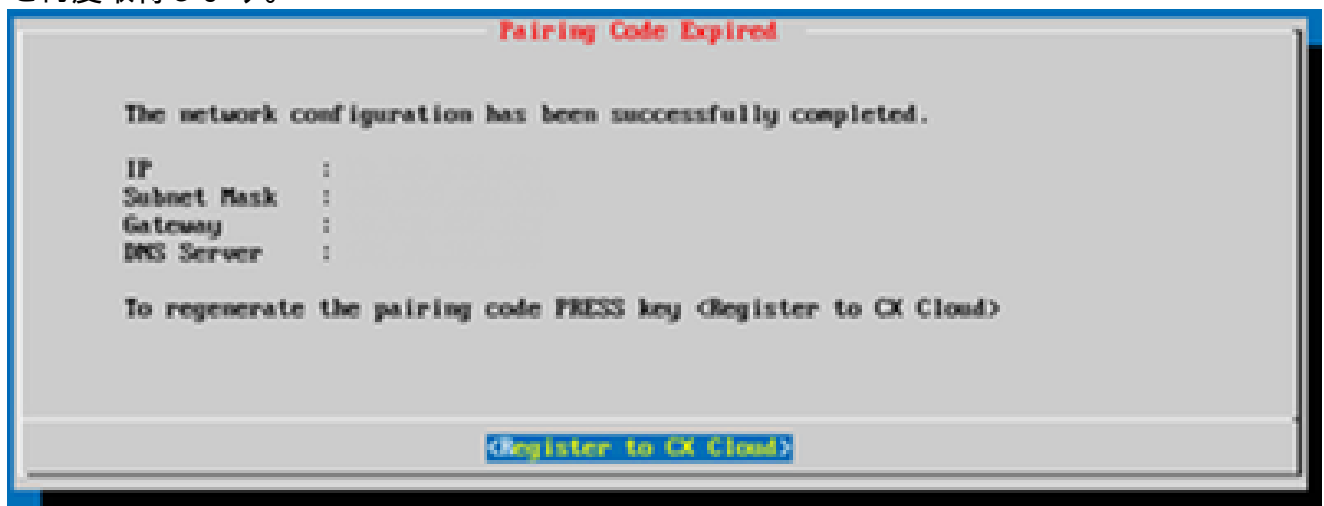 Pairing Code Expired
The network configuration has been successfully completed.
IP :
Subnet Mask :
Gateway :
DNS Server :
To regenerate the pairing code PRESS key <Register to CX Cloud>
<Register to CX Cloud>